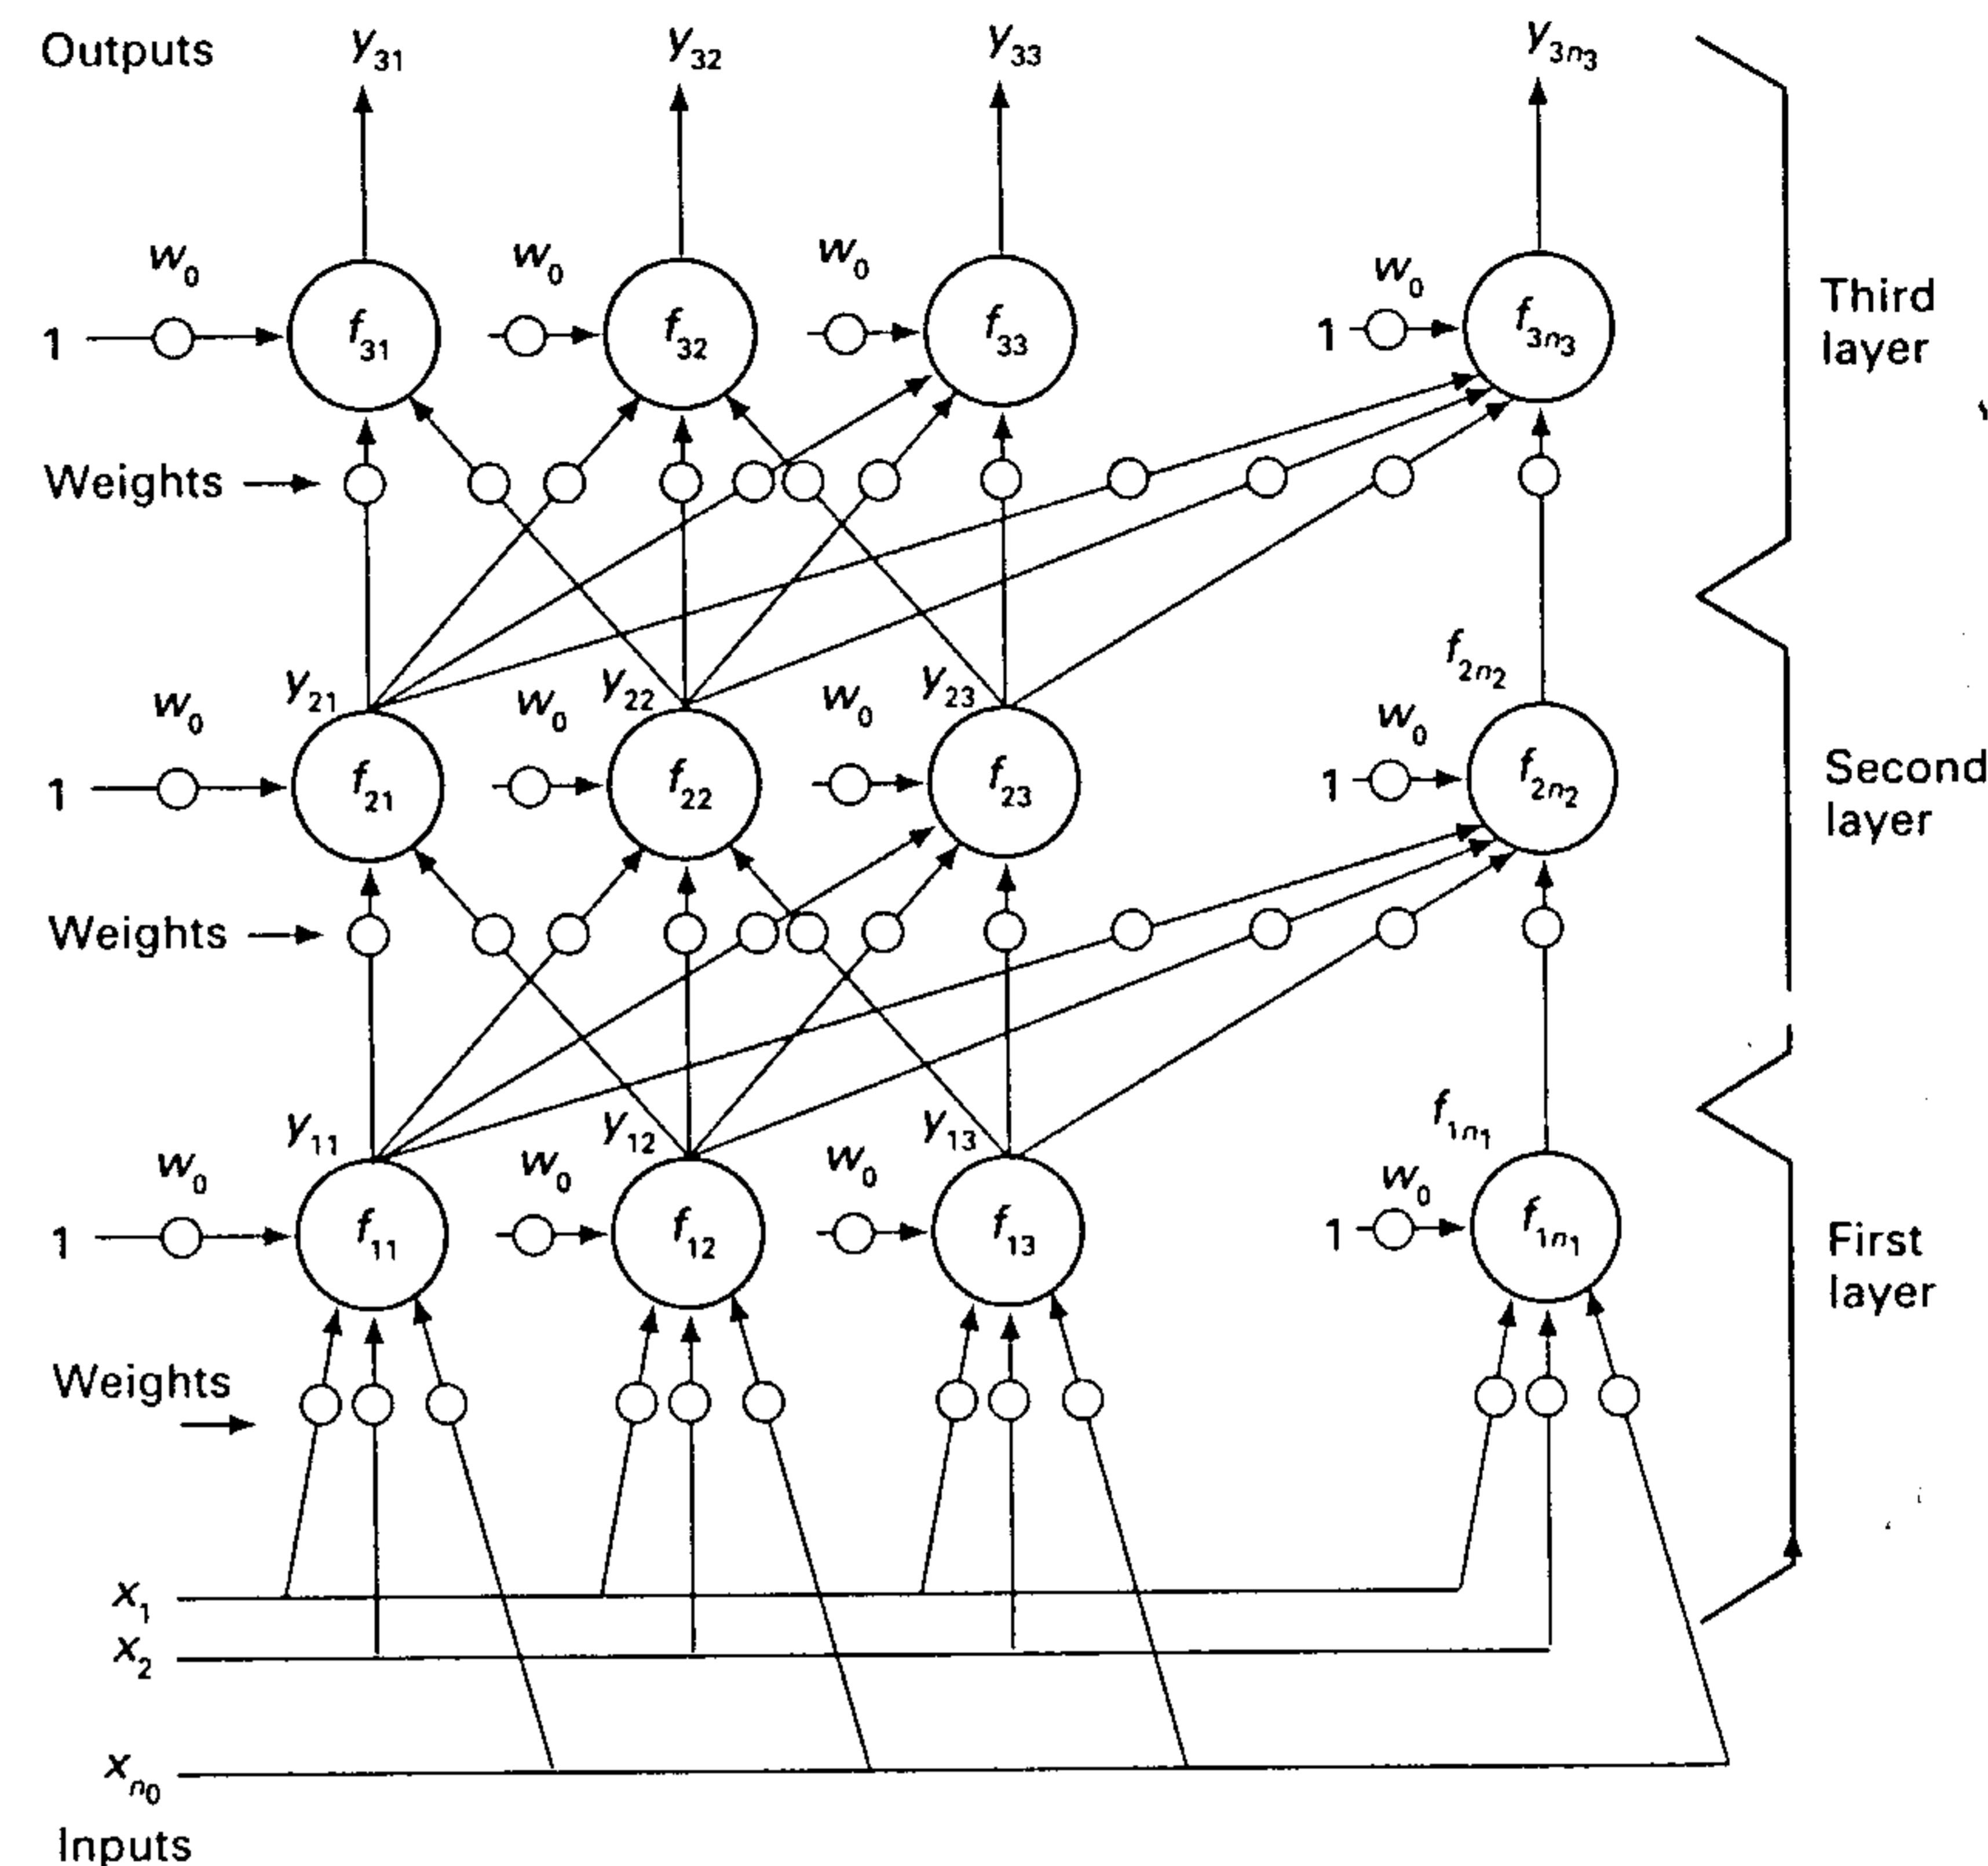 Outputs y₃₁ y₃₂ y₃₃ y₃ₙ₃
w₀ w₀ w₀ w₀
1 f₃₁ f₃₂ f₃₃ 1 f₃ₙ₃
Third
layer
Weights
y₂₁ y₂₂ y₂₃ f₂ₙ₂
w₀ w₀ w₀ w₀
1 f₂₁ f₂₂ f₂₃ 1 f₂ₙ₂
Second
layer
Weights
y₁₁ y₁₂ y₁₃ f₁ₙ₁
w₀ w₀ w₀ w₀
1 f₁₁ f₁₂ f₁₃ 1 f₁ₙ₁
First
layer
Weights
x₁
x₂
xₙ₀
Inputs